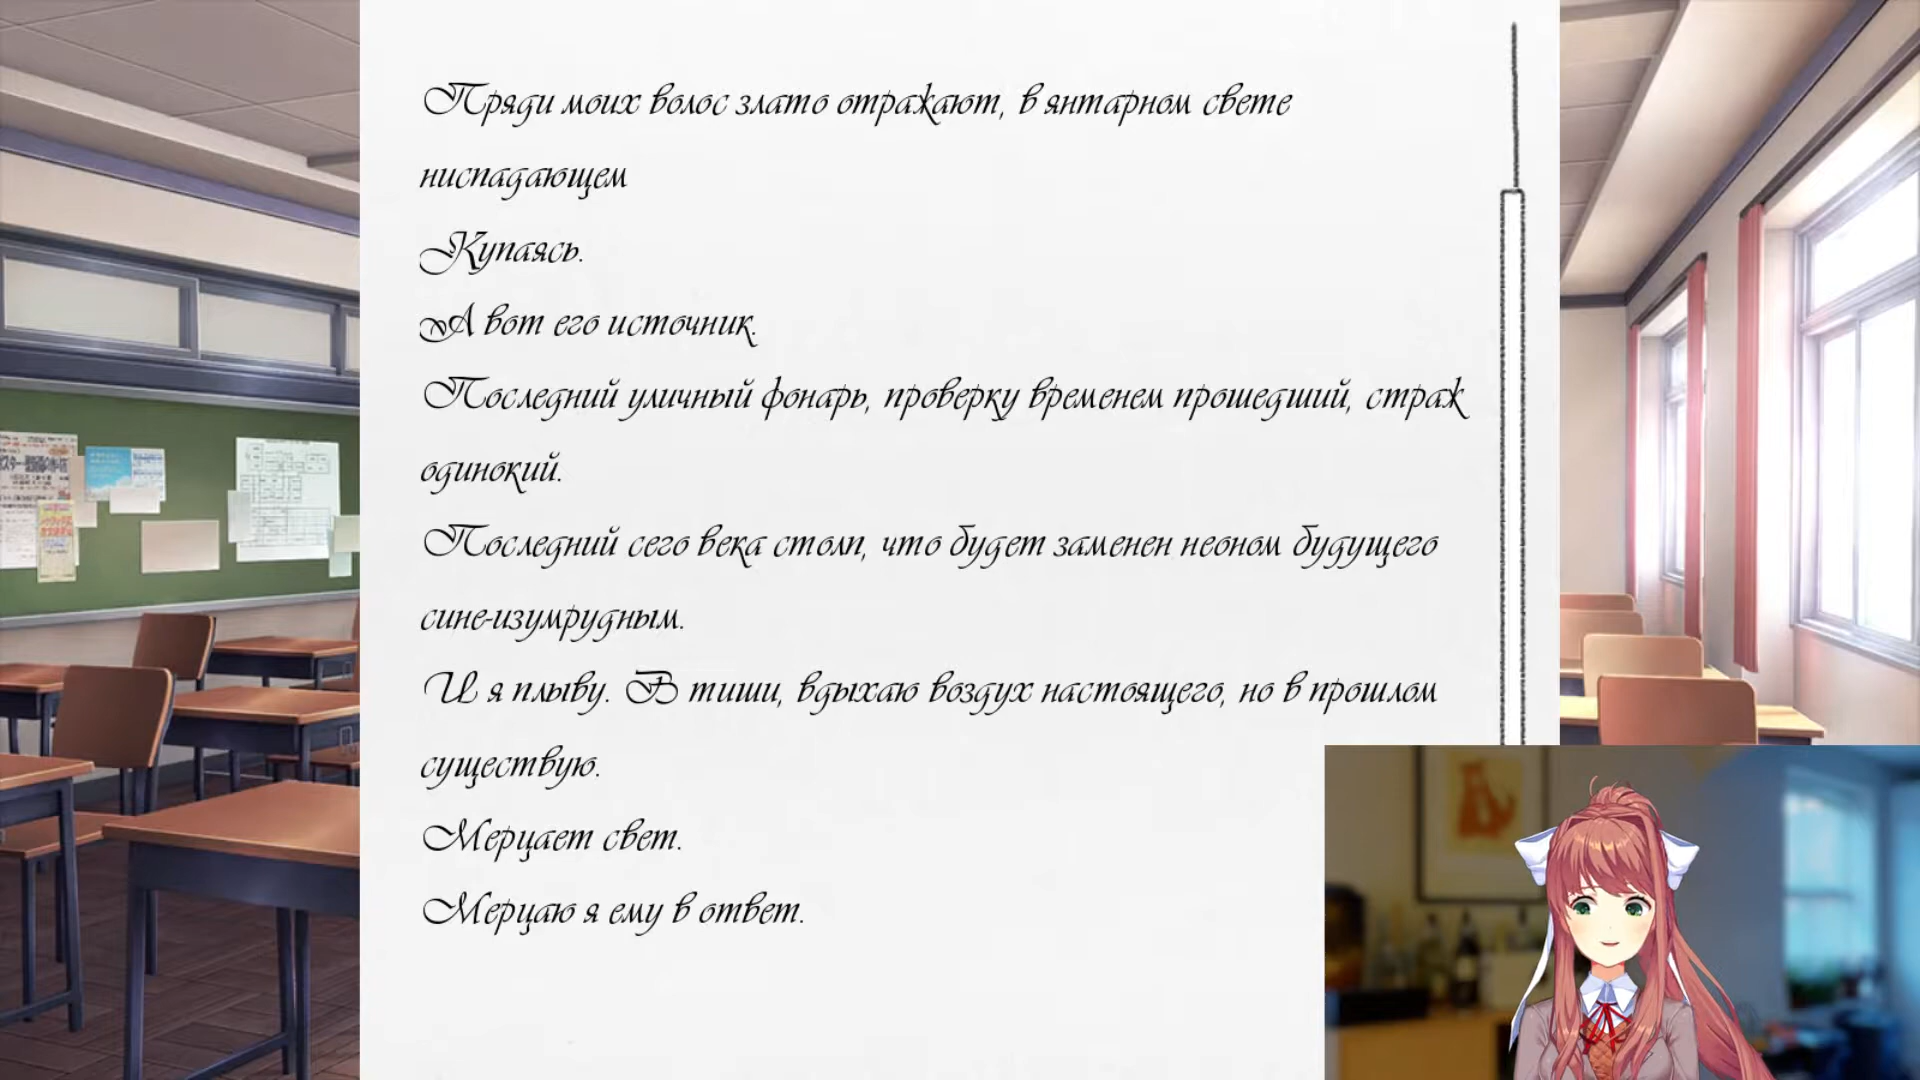 Пряди моих волос злато отражают, в янтарном свете
ниспадающем
Купаясь.
А вот его источник.
Последний уличный фонарь, проверку временем прошедший, страж
одинокий.
Последний сего века столп, что будет заменен неоном будущего
сине-изумрудным.
И я плыву. В тиши, вдыхаю воздух настоящего, но в прошлом
существую.
Мерцает свет.
Мерцаю я ему в ответ.